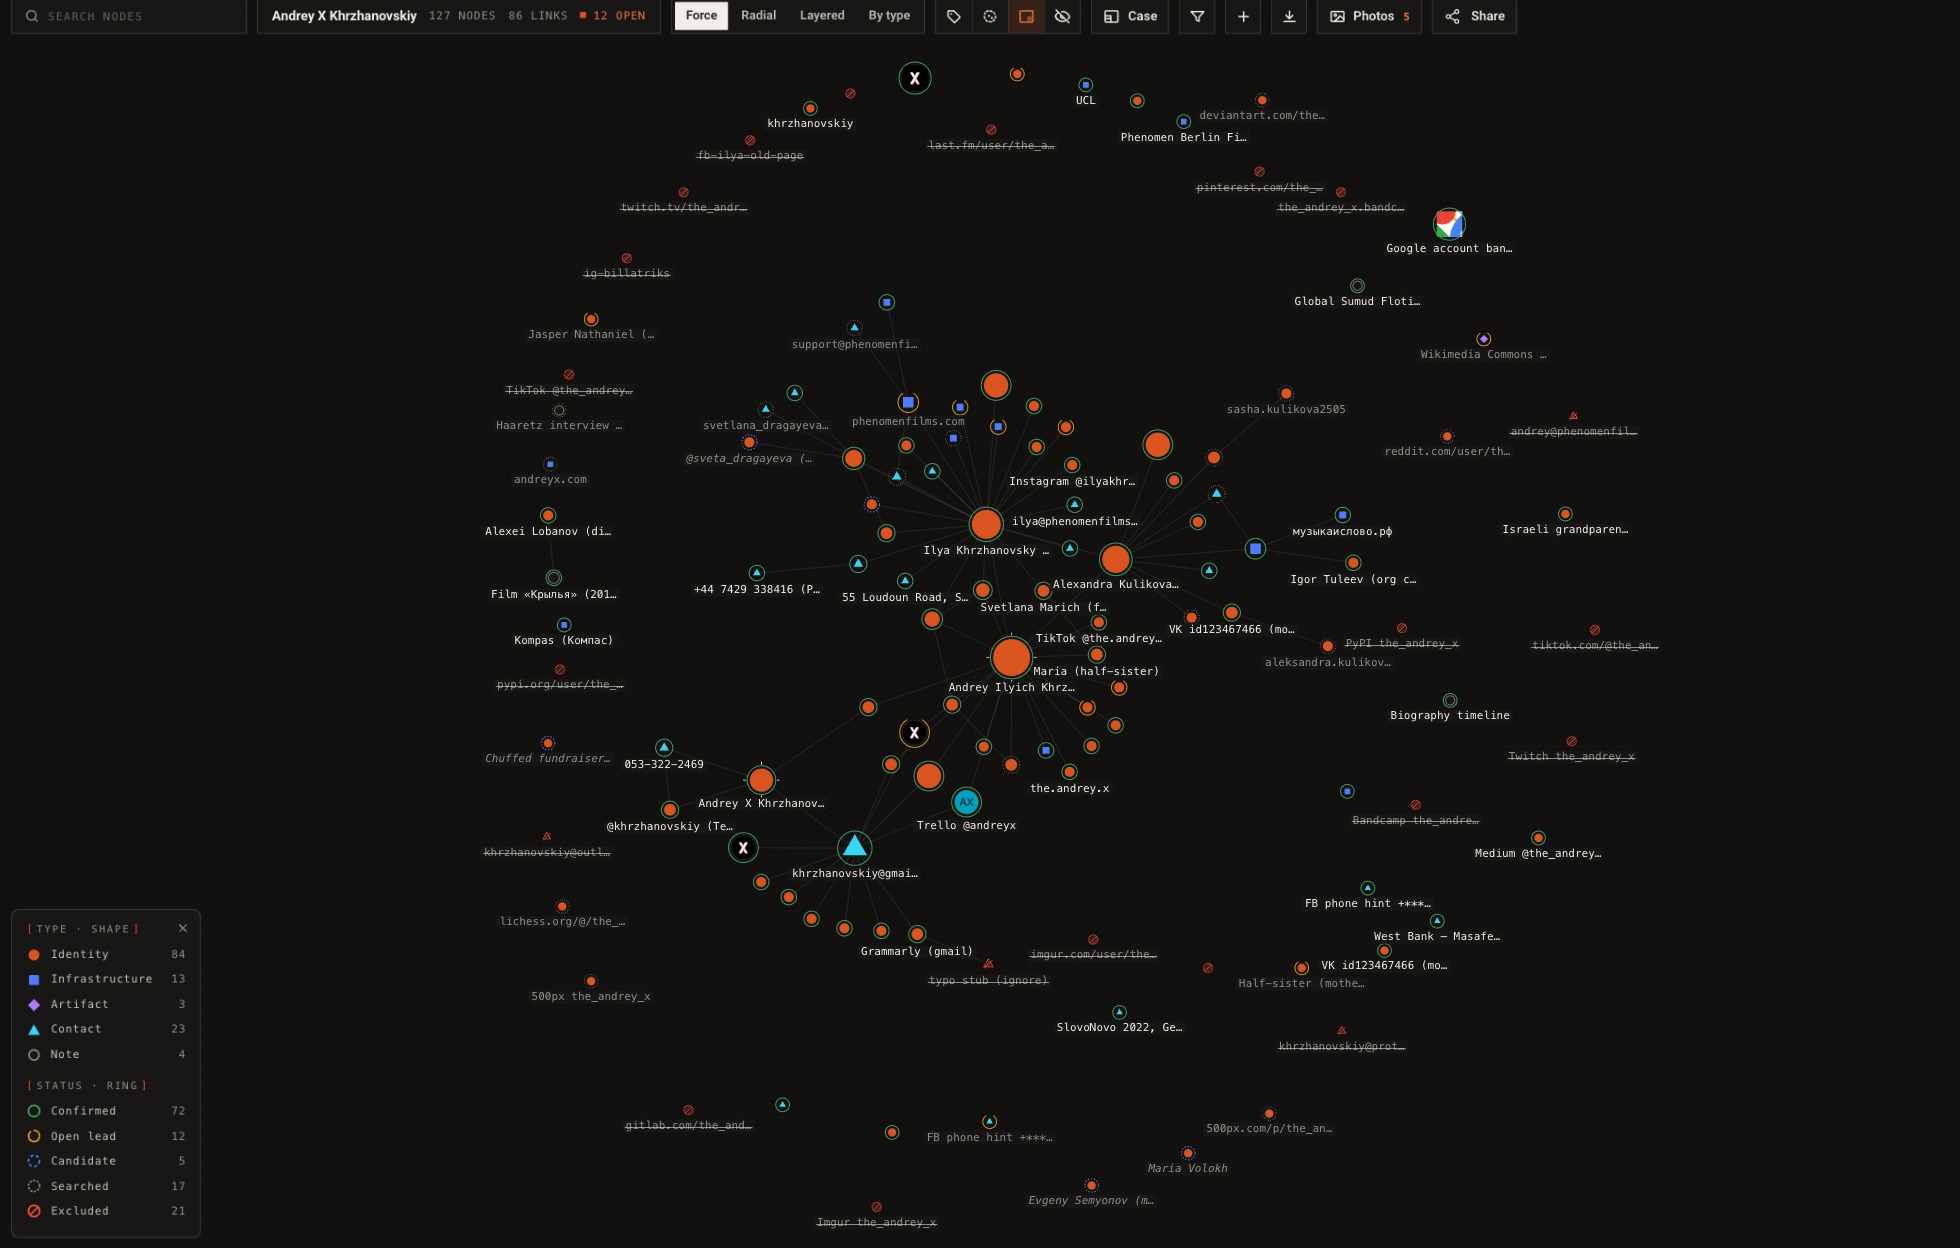 SEARCH NODES
Andrey X Khrzhanovskiy 127 NODES 86 LINKS 12 OPEN
Force Radial Layered By type
Case
Photos 5
Share
X
UCL
khrzhanovskiy
deviantart.com/the…
Phenomen Berlin Fi…
last.fm/user/the_a…
fb-ilya-old-page
pinterest.com/the_…
twitch.tv/the_andr…
the_andrey_x.bandc…
Google account ban…
ig-billatriks
Global Sumud Floti…
Jasper Nathaniel (…
support@phenomenfi…
Wikimedia Commons …
TikTok @the_andrey…
sasha.kulikova2505
Haaretz interview …
svetlana_dragayeva…
phenomenfilms.com
andrey@phenomenfil…
reddit.com/user/th…
@sveta_dragayeva (…
andreyx.com
Instagram @ilyakhr…
ilya@phenomenfilms…
Alexei Lobanov (di…
музыкаислово.рф
Israeli grandparen…
Ilya Khrzhanovsky …
Igor Tuleev (org c…
Alexandra Kulikova…
+44 7429 338416 (P…
Film «Крылья» (201…
55 Loudoun Road, S…
Svetlana Marich (f…
VK id123467466 (mo…
Kompas (Компас)
TikTok @the.andrey…
PyPI the_andrey_x
tiktok.com/@the_an…
aleksandra.kulikov…
Maria (half-sister)
pypi.org/user/the_…
Andrey Ilyich Khrz…
Biography timeline
X
Chuffed fundraiser…
053-322-2469
Twitch the_andrey_x
the.andrey.x
Andrey X Khrzhanov…
AX
Trello @andreyx
Bandcamp the_andre…
@khrzhanovskiy (Te…
khrzhanovskiy@outl…
X
Medium @the_andrey…
khrzhanovskiy@gmai…
FB phone hint +***…
lichess.org/@/the_…
West Bank — Masafe…
Grammarly (gmail)
imgur.com/user/the…
VK id123467466 (mo…
typo stub (ignore)
Half-sister (mothe…
500px the_andrey_x
SlovoNovo 2022, Ge…
khrzhanovskiy@prot…
gitlab.com/the_and…
FB phone hint +***…
500px.com/p/the_an…
Maria Volokh
Evgeny Semyonov (m…
Imgur the_andrey_x
[TYPE · SHAPE]
Identity 84
Infrastructure 13
Artifact 3
Contact 23
Note 4
[STATUS · RING]
Confirmed 72
Open lead 12
Candidate 5
Searched 17
Excluded 21